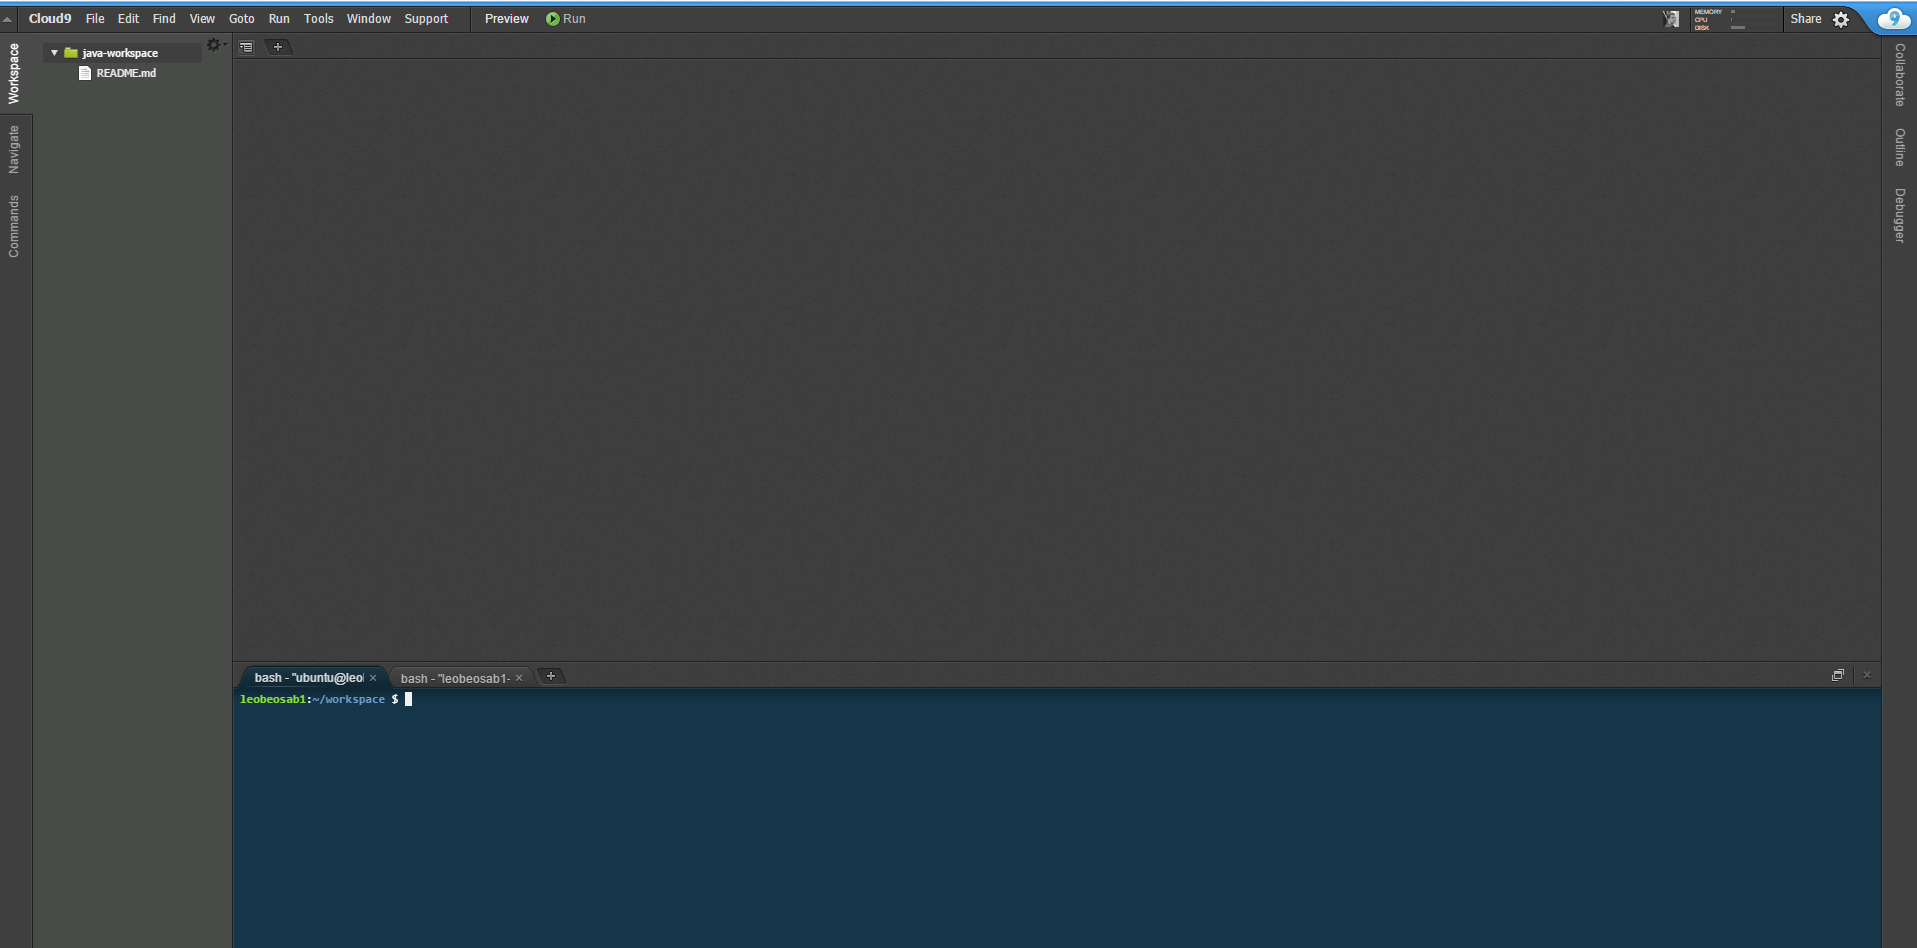 Cloud9 File Edit Find View Goto Run Tools Window Support Preview Run MEMORY CPU DISK Share 9
Workspace
Navigate
Commands
java-workspace
README.md
Collaborate
Outline
Debugger
bash - "ubuntu@leo bash - "leobeosab1-
leobeosab1:~/workspace $